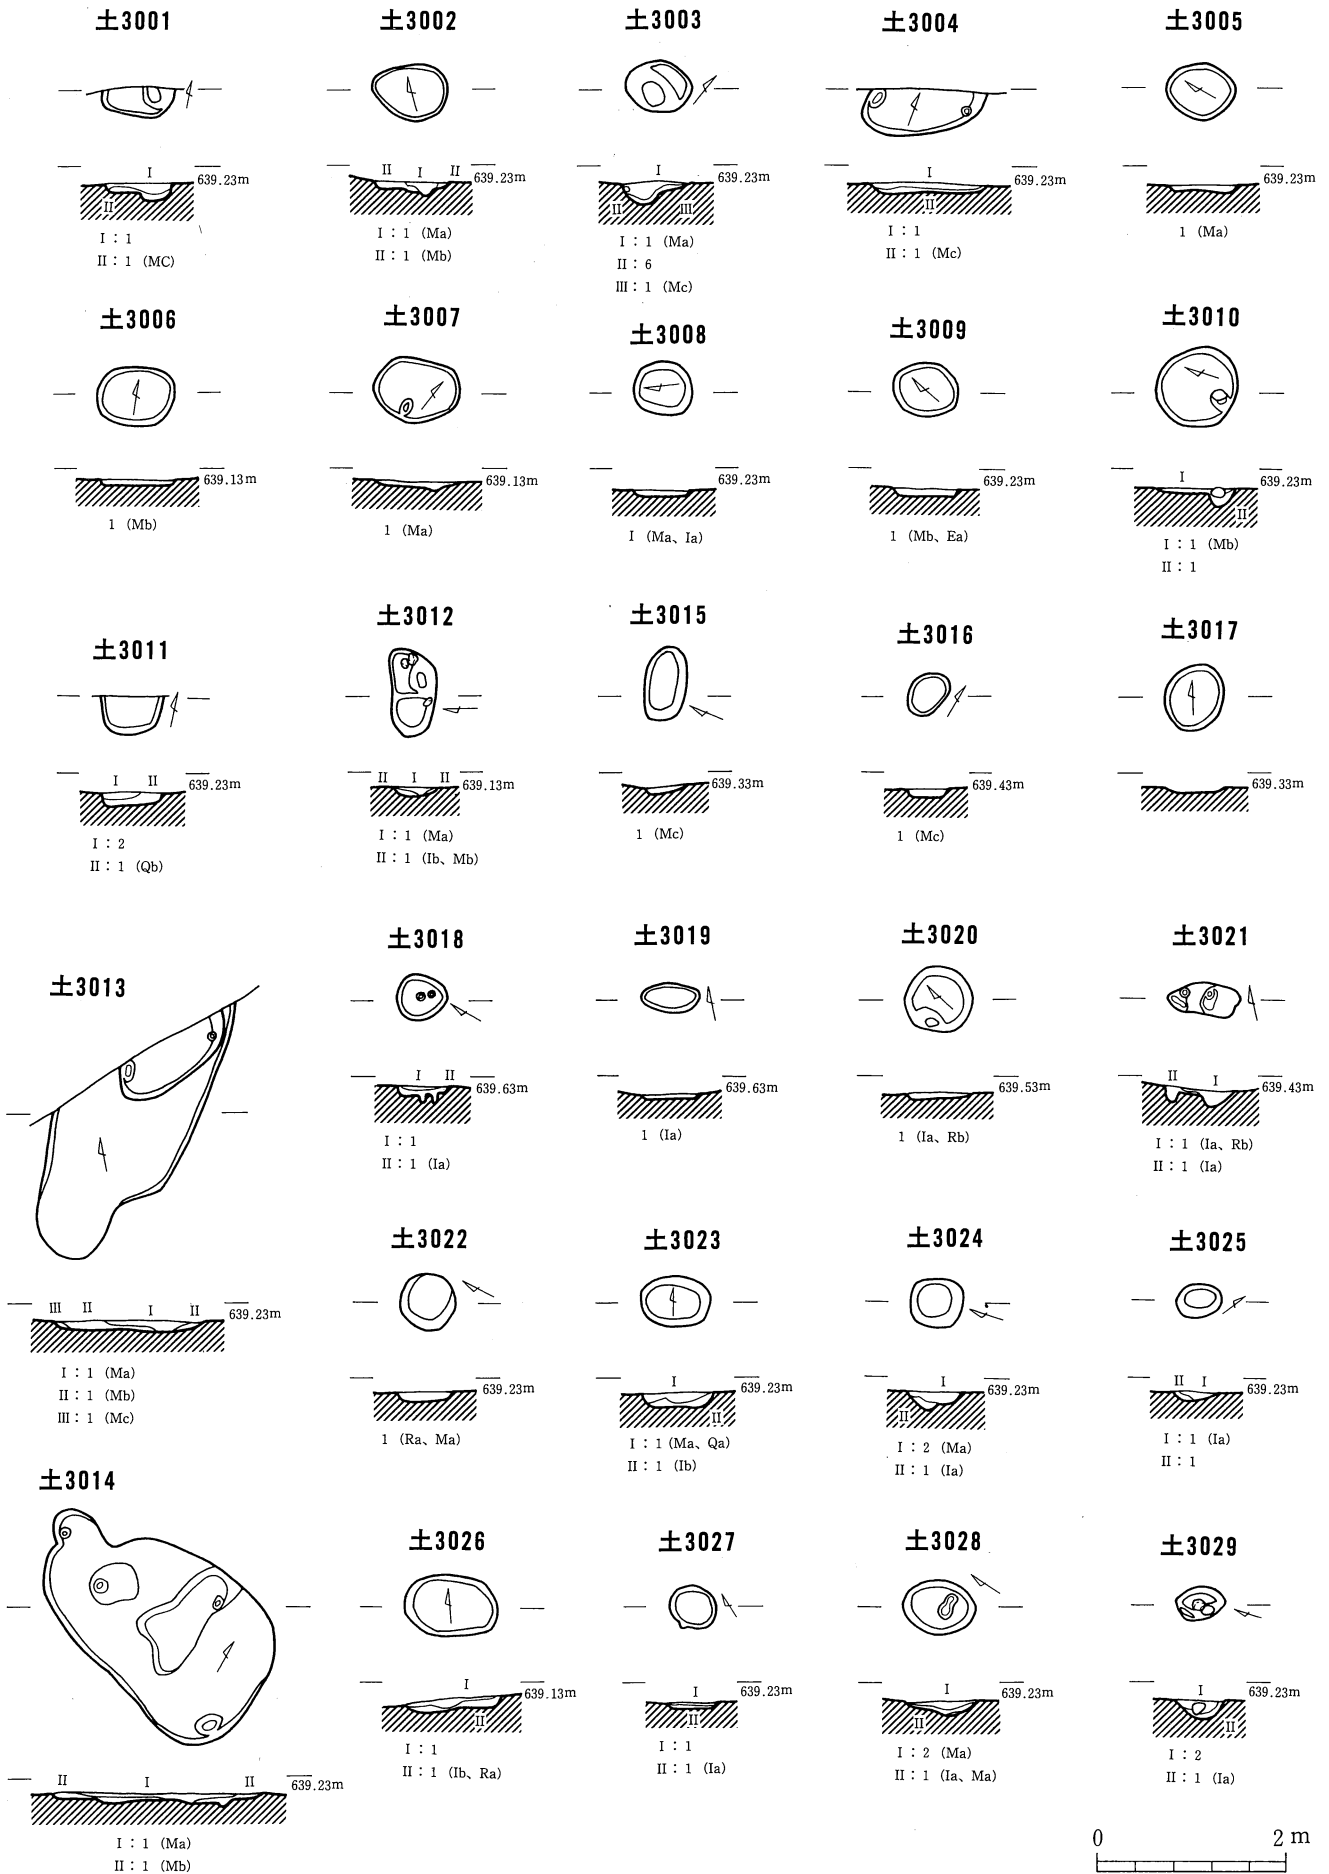 土3001
I
639.23m
II
I : 1
II : 1 (MC)
土3002
II I II
639.23m
I : 1 (Ma)
II : 1 (Mb)
土3003
I
639.23m
II III
I : 1 (Ma)
II : 6
III : 1 (Mc)
土3004
I
639.23m
II
I : 1
II : 1 (Mc)
土3005
639.23m
1 (Ma)
土3006
639.13m
1 (Mb)
土3007
639.13m
1 (Ma)
土3008
639.23m
I (Ma、Ia)
土3009
639.23m
1 (Mb、Ea)
土3010
I
639.23m
II
I : 1 (Mb)
II : 1
土3011
I II
639.23m
I : 2
II : 1 (Qb)
土3012
II I II
639.13m
I : 1 (Ma)
II : 1 (Ib、Mb)
土3015
639.33m
1 (Mc)
土3016
639.43m
1 (Mc)
土3017
639.33m
土3013
III II I II
639.23m
I : 1 (Ma)
II : 1 (Mb)
III : 1 (Mc)
土3018
I II
639.63m
I : 1
II : 1 (Ia)
土3019
639.63m
1 (Ia)
土3020
639.53m
1 (Ia、Rb)
土3021
II I
639.43m
I : 1 (Ia、Rb)
II : 1 (Ia)
土3022
639.23m
1 (Ra、Ma)
土3023
I
639.23m
II
I : 1 (Ma、Qa)
II : 1 (Ib)
土3024
I
639.23m
II
I : 2 (Ma)
II : 1 (Ia)
土3025
II I
639.23m
I : 1 (Ia)
II : 1
土3014
II I II
639.23m
I : 1 (Ma)
II : 1 (Mb)
土3026
I
639.13m
II
I : 1
II : 1 (Ib、Ra)
土3027
I
639.23m
II
I : 1
II : 1 (Ia)
土3028
I
639.23m
II
I : 2 (Ma)
II : 1 (Ia、Ma)
土3029
I
639.23m
II
I : 2
II : 1 (Ia)
0 2 m